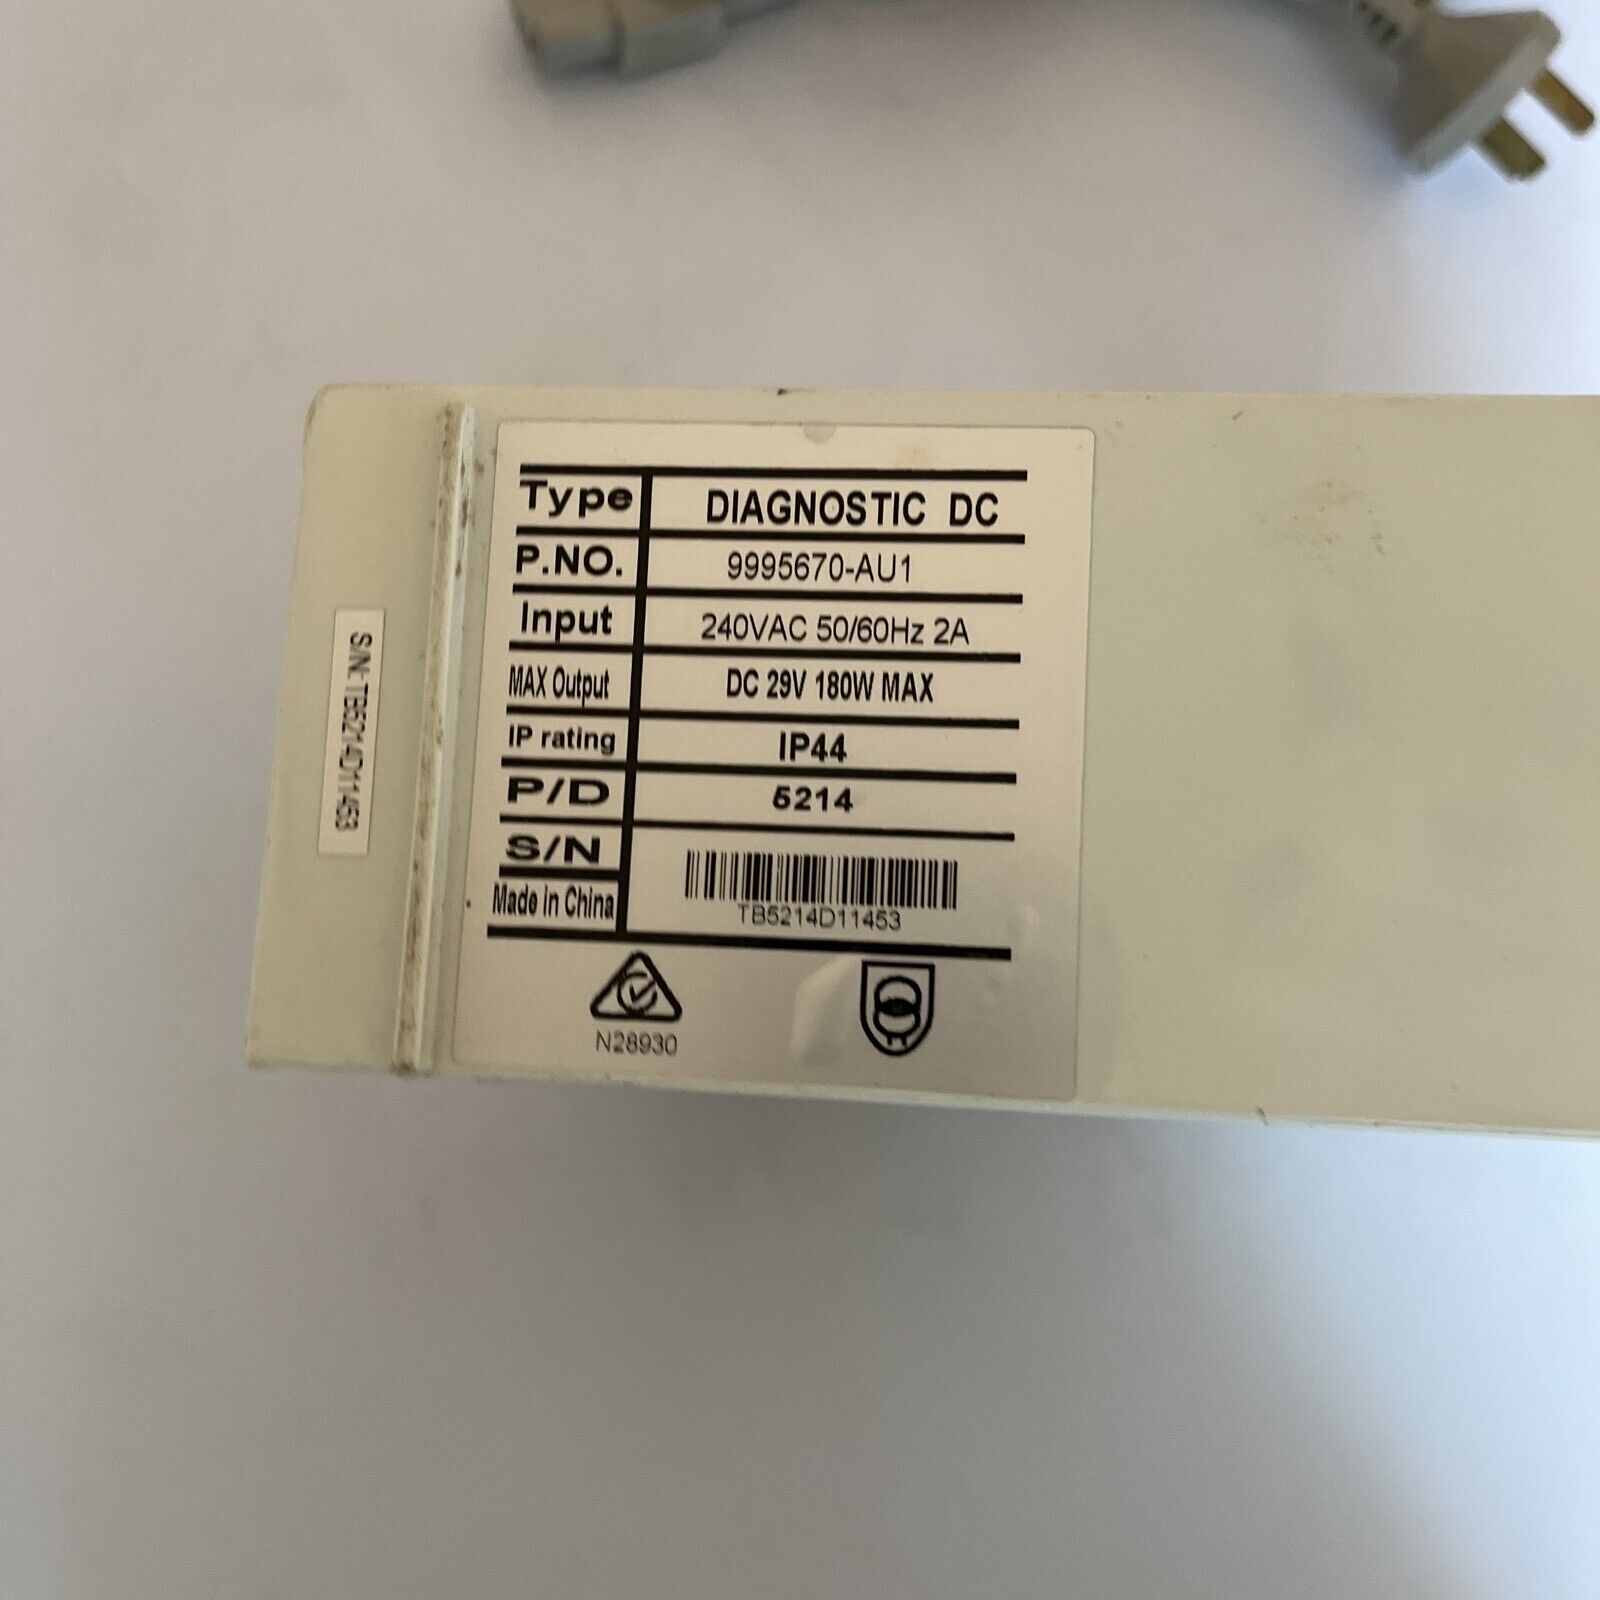 Type DIAGNOSTIC DC
P.NO. 9995670-AU1
Input 240VAC 50/60Hz 2A
MAX Output DC 29V 180W MAX
IP rating IP44
P/D 5214
S/N
TB5214D11453
Made in China
N28930
S/N: TB5214D11453